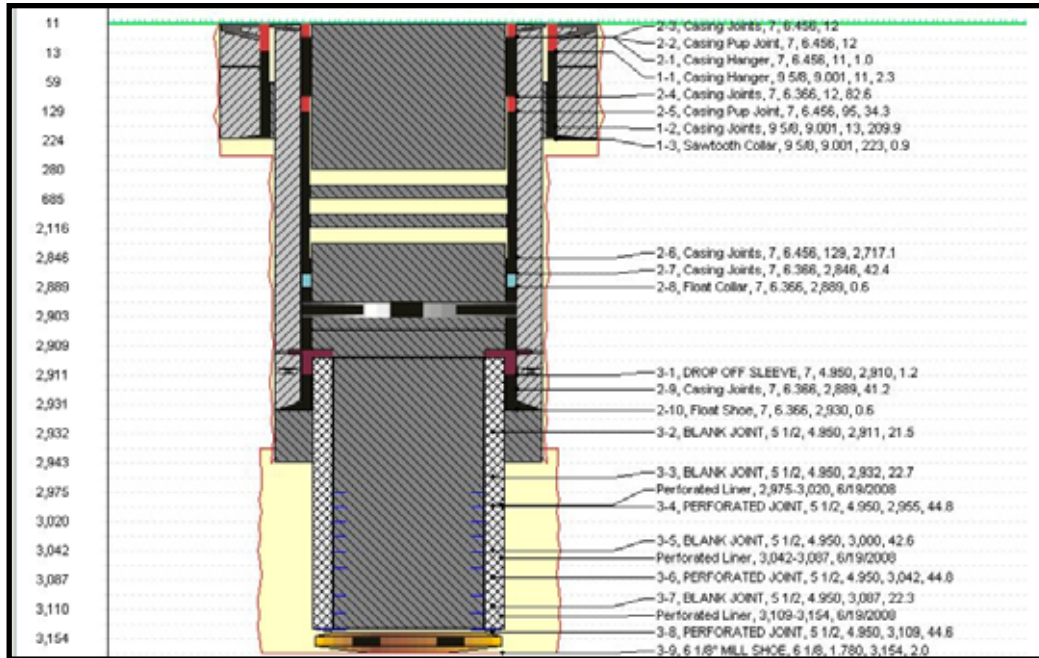 11
13
59
129
224
280
685
2,116
2,846
2,889
2,903
2,909
2,911
2,931
2,932
2,943
2,975
3,020
3,042
3,087
3,110
3,154
2-3, Casing Joints, 7, 6.456, 12
2-2, Casing Pup Joint, 7, 6.456, 12
2-1, Casing Hanger, 7, 6.456, 11, 1.0
1-1, Casing Hanger, 9 5/8, 9.001, 11, 2.3
2-4, Casing Joints, 7, 6.366, 12, 82.6
2-5, Casing Pup Joint, 7, 6.456, 95, 34.3
1-2, Casing Joints, 9 5/8, 9.001, 13, 209.9
1-3, Sawtooth Collar, 9 5/8, 9.001, 223, 0.9
2-6, Casing Joints, 7, 6.456, 129, 2,717.1
2-7, Casing Joints, 7, 6.366, 2,846, 42.4
2-8, Float Collar, 7, 6.366, 2,889, 0.6
3-1, DROP OFF SLEEVE, 7, 4.950, 2,910, 1.2
2-9, Casing Joints, 7, 6.366, 2,889, 41.2
2-10, Float Shoe, 7, 6.366, 2,930, 0.6
3-2, BLANK JOINT, 5 1/2, 4.950, 2,911, 21.5
3-3, BLANK JOINT, 5 1/2, 4.950, 2,932, 22.7
Perforated Liner, 2,975-3,020, 6/19/2008
3-4, PERFORATED JOINT, 5 1/2, 4.950, 2,955, 44.8
3-5, BLANK JOINT, 5 1/2, 4.950, 3,000, 42.6
Perforated Liner, 3,042-3,087, 6/19/2008
3-6, PERFORATED JOINT, 5 1/2, 4.950, 3,042, 44.8
3-7, BLANK JOINT, 5 1/2, 4.950, 3,087, 22.3
Perforated Liner, 3,109-3,154, 6/19/2008
3-8, PERFORATED JOINT, 5 1/2, 4.950, 3,109, 44.6
3-9, 6 1/8" MILL SHOE, 6 1/8, 1.780, 3,154, 2.0